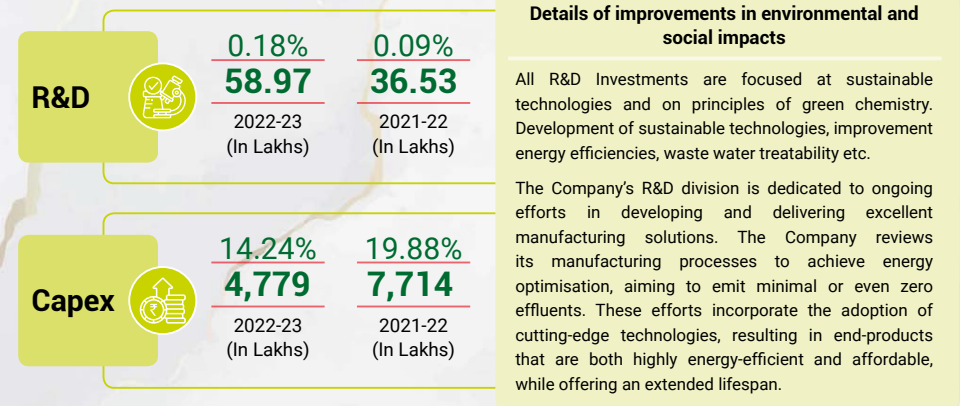 R&D
0.18%
58.97
2022-23
(In Lakhs)
0.09%
36.53
2021-22
(In Lakhs)
Capex
14.24%
4,779
2022-23
(In Lakhs)
19.88%
7,714
2021-22
(In Lakhs)
Details of improvements in environmental and
social impacts
All R&D Investments are focused at sustainable
technologies and on principles of green chemistry.
Development of sustainable technologies, improvement
energy efficiencies, waste water treatability etc.
The Company's R&D division is dedicated to ongoing
efforts in developing and delivering excellent
manufacturing solutions. The Company reviews
its manufacturing processes to achieve energy
optimisation, aiming to emit minimal or even zero
effluents. These efforts incorporate the adoption of
cutting-edge technologies, resulting in end-products
that are both highly energy-efficient and affordable,
while offering an extended lifespan.